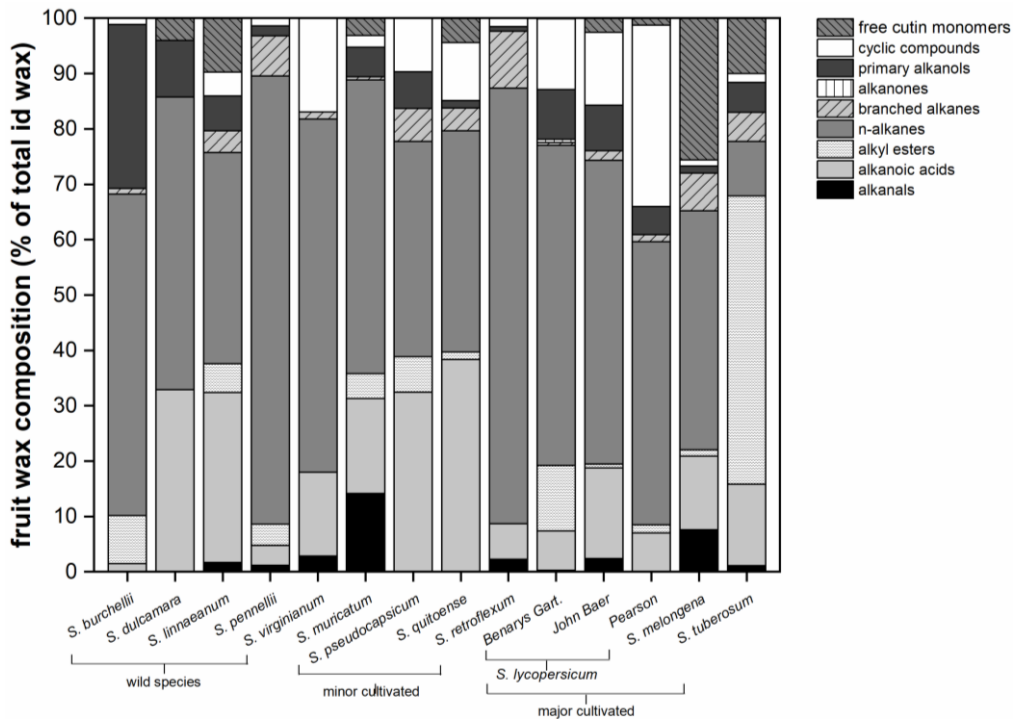 fruit wax composition (% of total id wax)
100
90
80
70
60
50
40
30
20
10
0
free cutin monomers
cyclic compounds
primary alkanols
alkanones
branched alkanes
n-alkanes
alkyl esters
alkanoic acids
alkanals
S. burchellii
S. dulcamara
S. linnaeanum
S. pennellii
S. virginianum
S. muricatum
S. pseudocapsicum
S. quitoense
S. retroflexum
Benarys Gart.
John Baer
Pearson
S. melongena
S. tuberosum
S. lycopersicum
wild species
minor cultivated
major cultivated